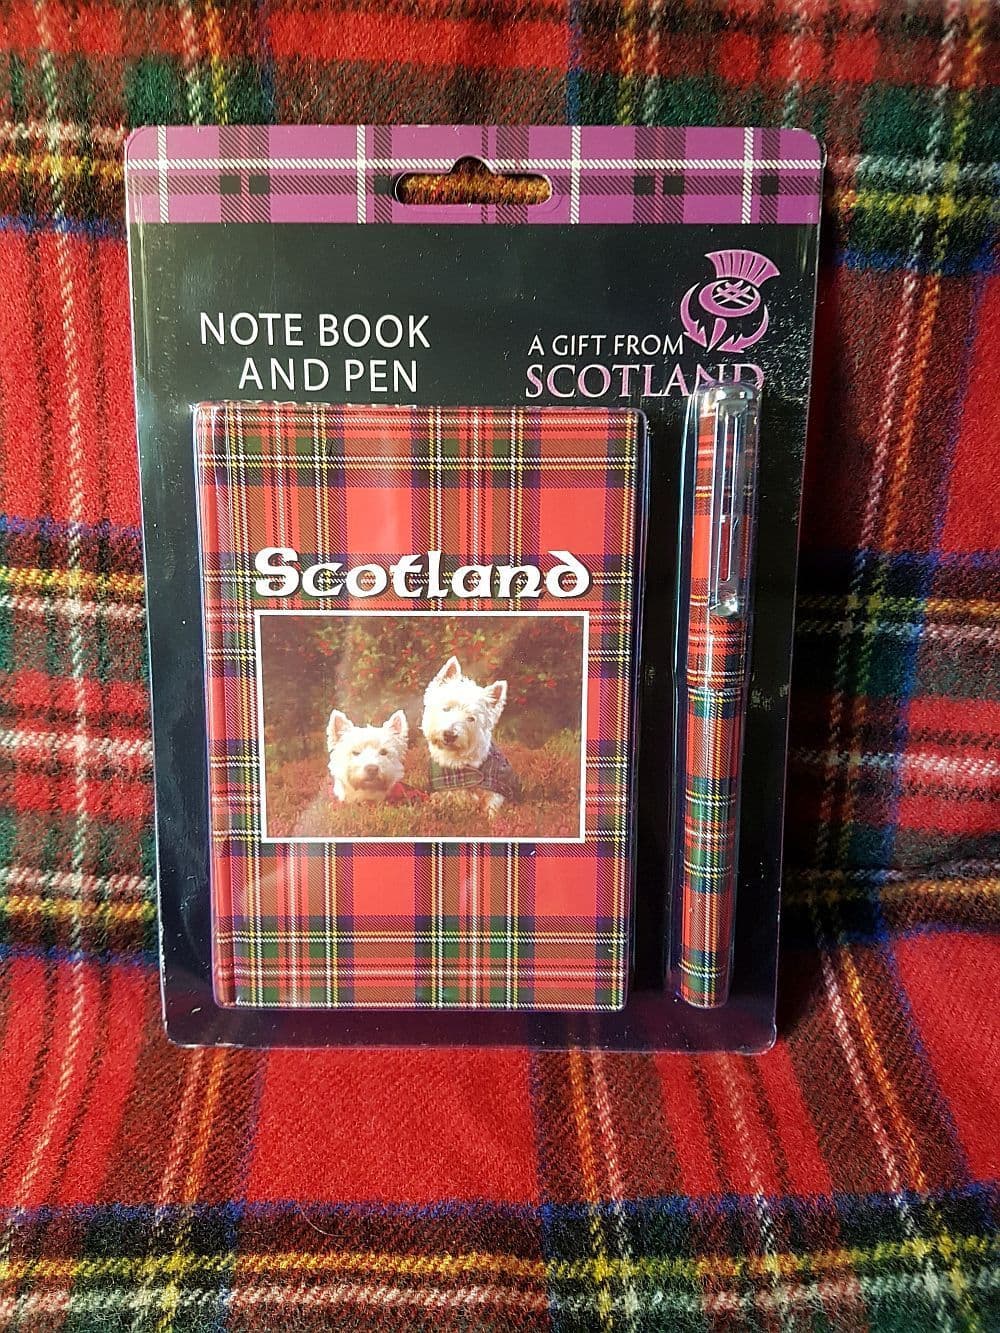 NOTE BOOK
AND PEN
A GIFT FROM
SCOTLAND
Scotland